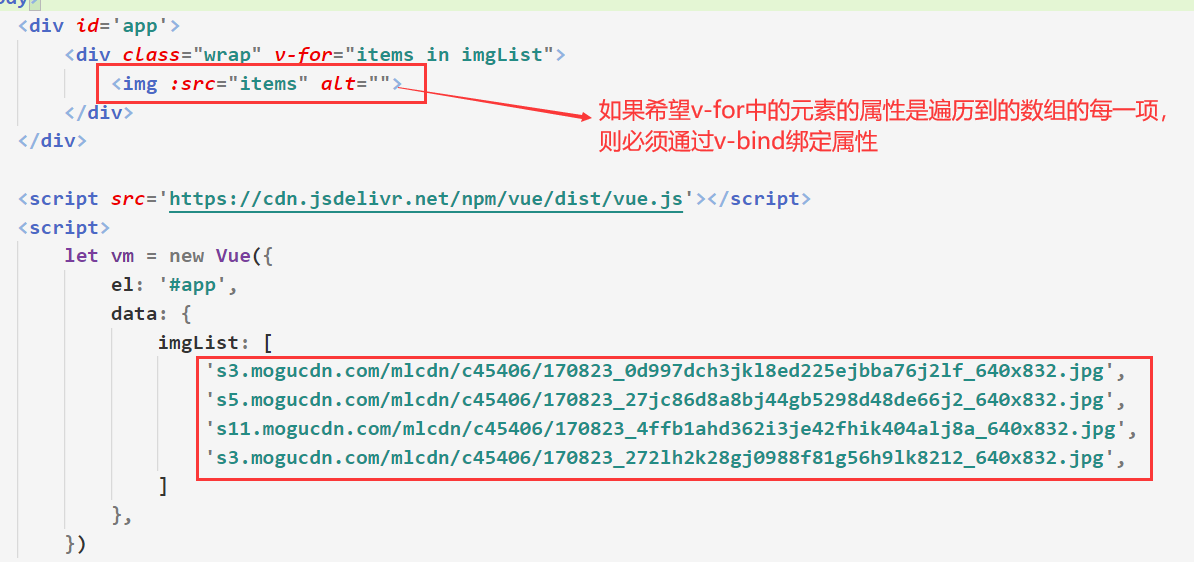 ody>
<div id='app'>
<div class="wrap" v-for="items in imgList">
<img :src="items" alt="">
如果希望v-for中的元素的属性是遍历到的数组的每一项，
则必须通过v-bind绑定属性
</div>
</div>
<script src='https://cdn.jsdelivr.net/npm/vue/dist/vue.js'></script>
<script>
let vm = new Vue({
el: '#app',
data: {
imgList: [
's3.mogucdn.com/mlcdn/c45406/170823_0d997dch3jkl8ed225ejbba76j2lf_640x832.jpg',
's5.mogucdn.com/mlcdn/c45406/170823_27jc86d8a8bj44gb5298d48de66j2_640x832.jpg',
's11.mogucdn.com/mlcdn/c45406/170823_4ffb1ahd362i3je42fhik404alj8a_640x832.jpg',
's3.mogucdn.com/mlcdn/c45406/170823_272lh2k28gj0988f81g56h9lk8212_640x832.jpg',
]
},
})